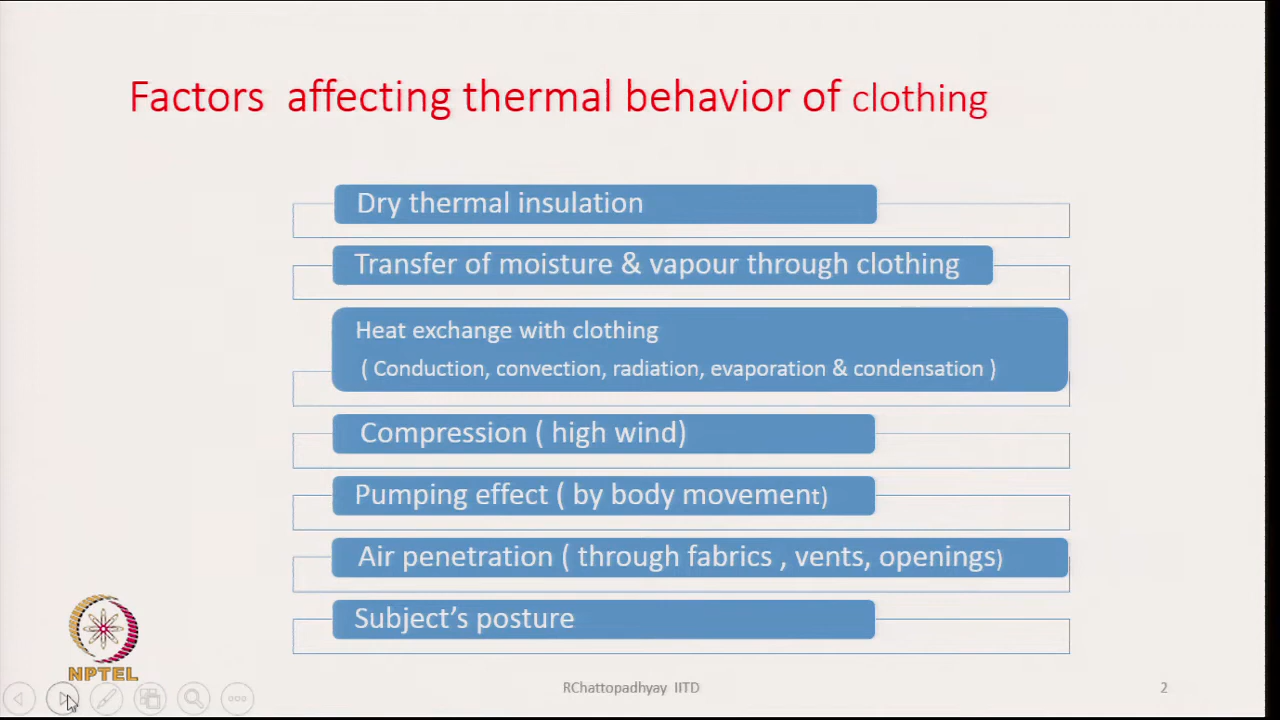 Factors affecting thermal behavior of clothing
Dry thermal insulation
Transfer of moisture & vapour through clothing
Heat exchange with clothing
( Conduction, convection, radiation, evaporation & condensation )
Compression ( high wind)
Pumping effect ( by body movement)
Air penetration ( through fabrics , vents, openings)
Subject's posture
NPTEL
RChattopadhyay IITD
2